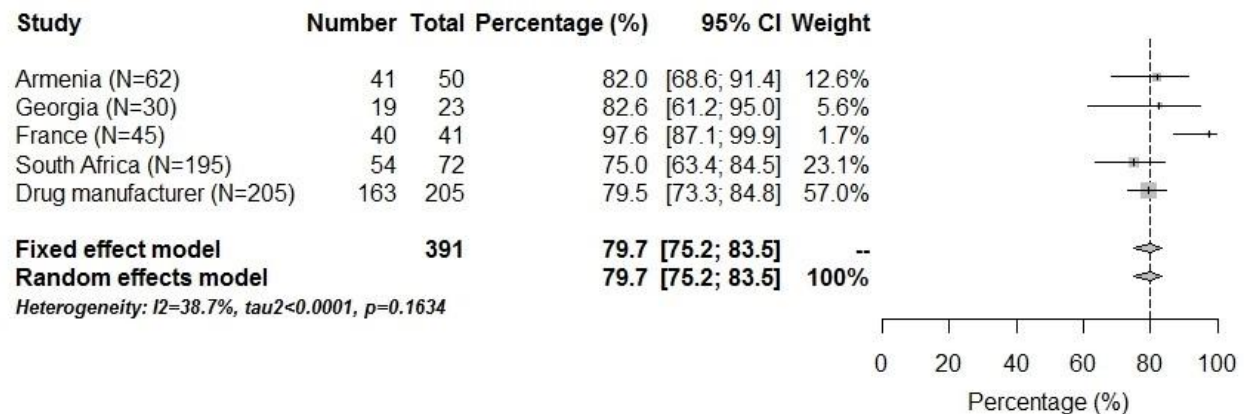 Study Number Total Percentage (%) 95% CI Weight
Armenia (N=62) 41 50 82.0 [68.6; 91.4] 12.6%
Georgia (N=30) 19 23 82.6 [61.2; 95.0] 5.6%
France (N=45) 40 41 97.6 [87.1; 99.9] 1.7%
South Africa (N=195) 54 72 75.0 [63.4; 84.5] 23.1%
Drug manufacturer (N=205) 163 205 79.5 [73.3; 84.8] 57.0%
Fixed effect model 391 79.7 [75.2; 83.5] --
Random effects model 79.7 [75.2; 83.5] 100%
Heterogeneity: I2=38.7%, tau2<0.0001, p=0.1634
0 20 40 60 80 100
Percentage (%)